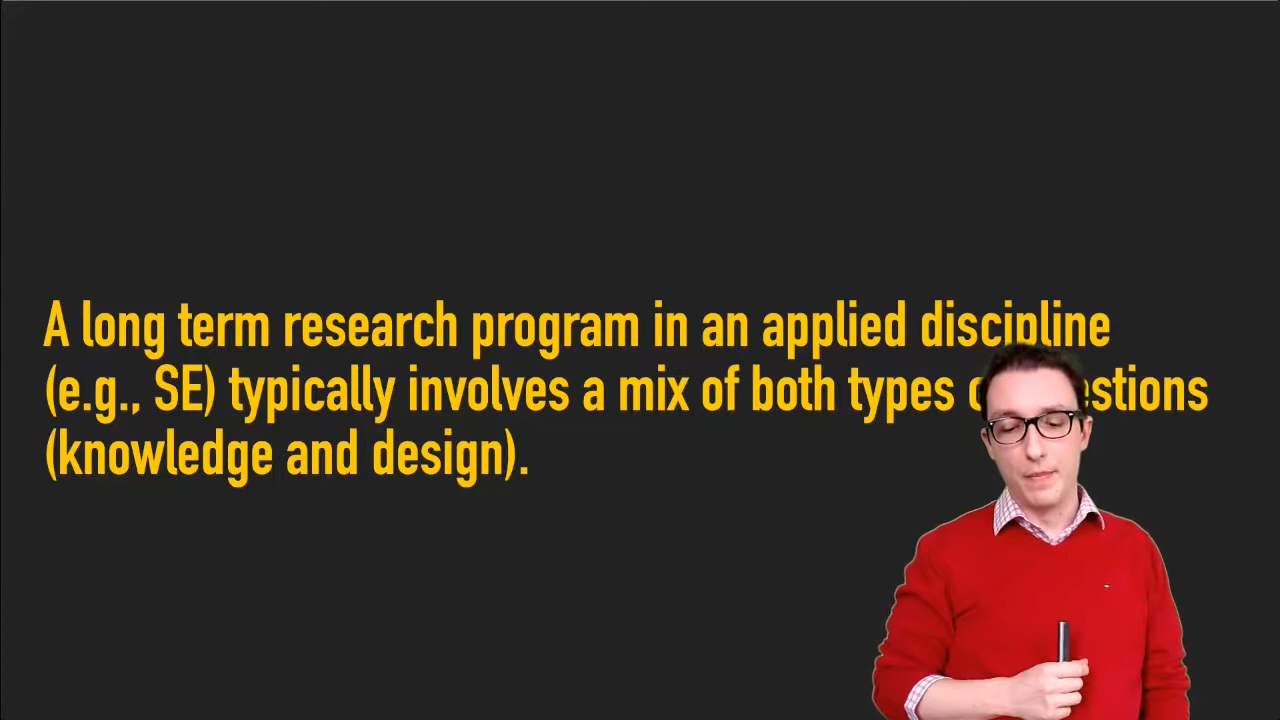 A long term research program in an applied discipline
(e.g., SE) typically involves a mix of both types
(knowledge and design).